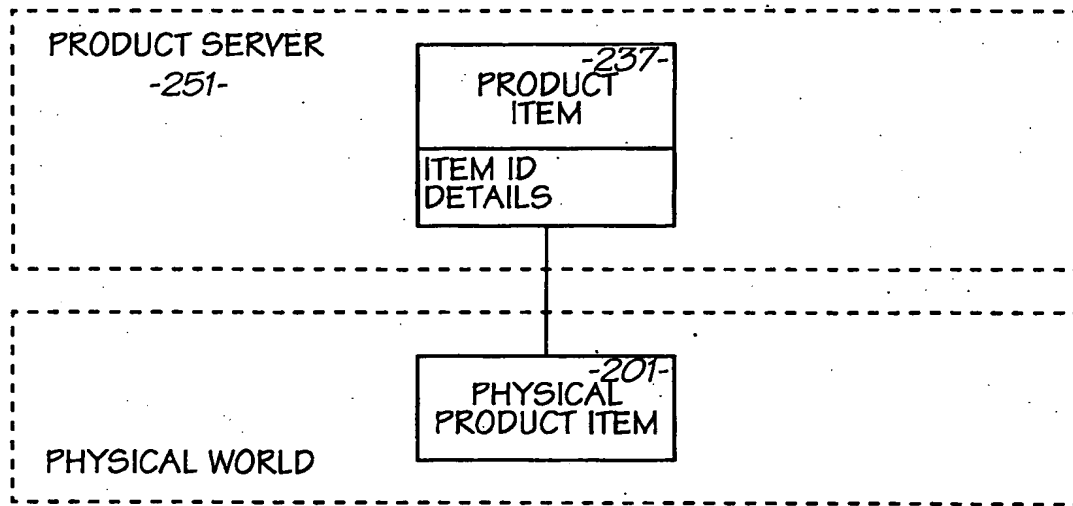 PRODUCT SERVER
-251-
-237-
PRODUCT
ITEM
ITEM ID
DETAILS
-201-
PHYSICAL
PRODUCT ITEM
PHYSICAL WORLD